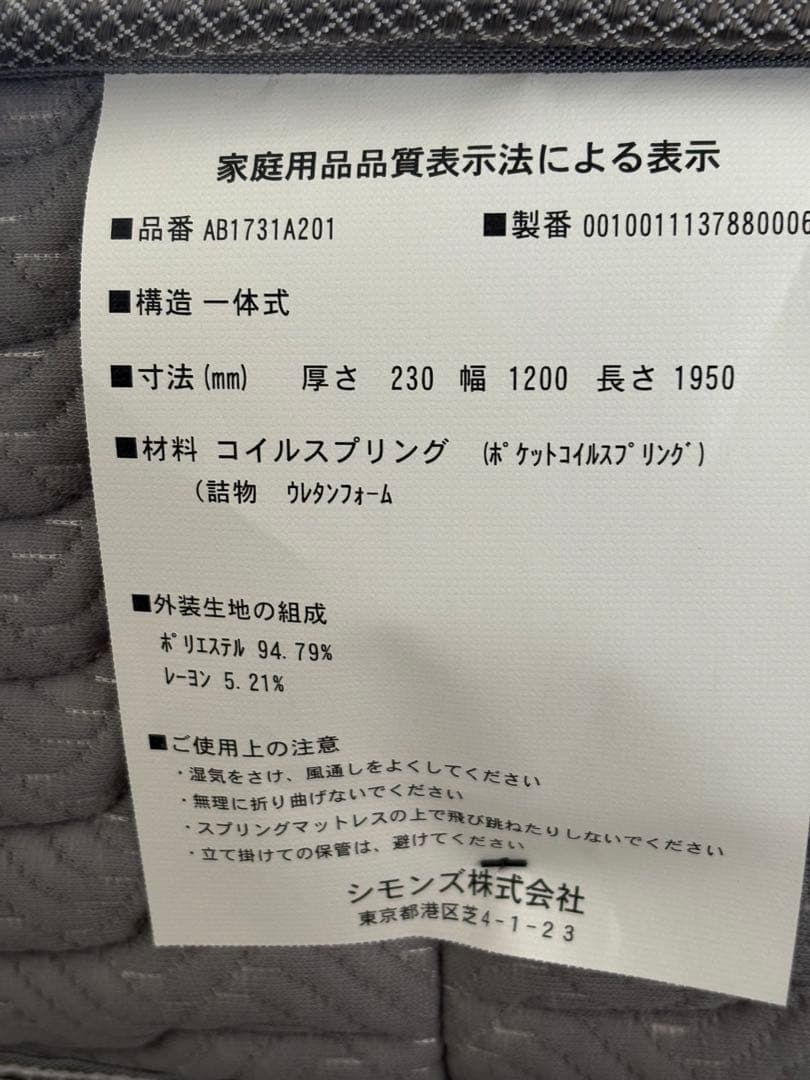 家庭用品品質表示法による表示
■品番 AB1731A201 ■製番 0010011137880006
■構造 一体式
■寸法(mm) 厚さ 230 幅 1200 長さ 1950
■材料 コイルスプリング (ﾎﾟｹｯﾄｺｲﾙｽﾌﾟﾘﾝｸﾞ)
(詰物 ｳﾚﾀﾝﾌｫｰﾑ
■外装生地の組成
ﾎﾟﾘｴｽﾃﾙ 94.79%
ﾚｰﾖﾝ 5.21%
■ご使用上の注意
・湿気をさけ、風通しをよくしてください
・無理に折り曲げないでください
・スプリングマットレスの上で飛び跳ねたりしないでください
・立て掛けての保管は、避けてください
シモンズ株式会社
東京都港区芝4-1-23